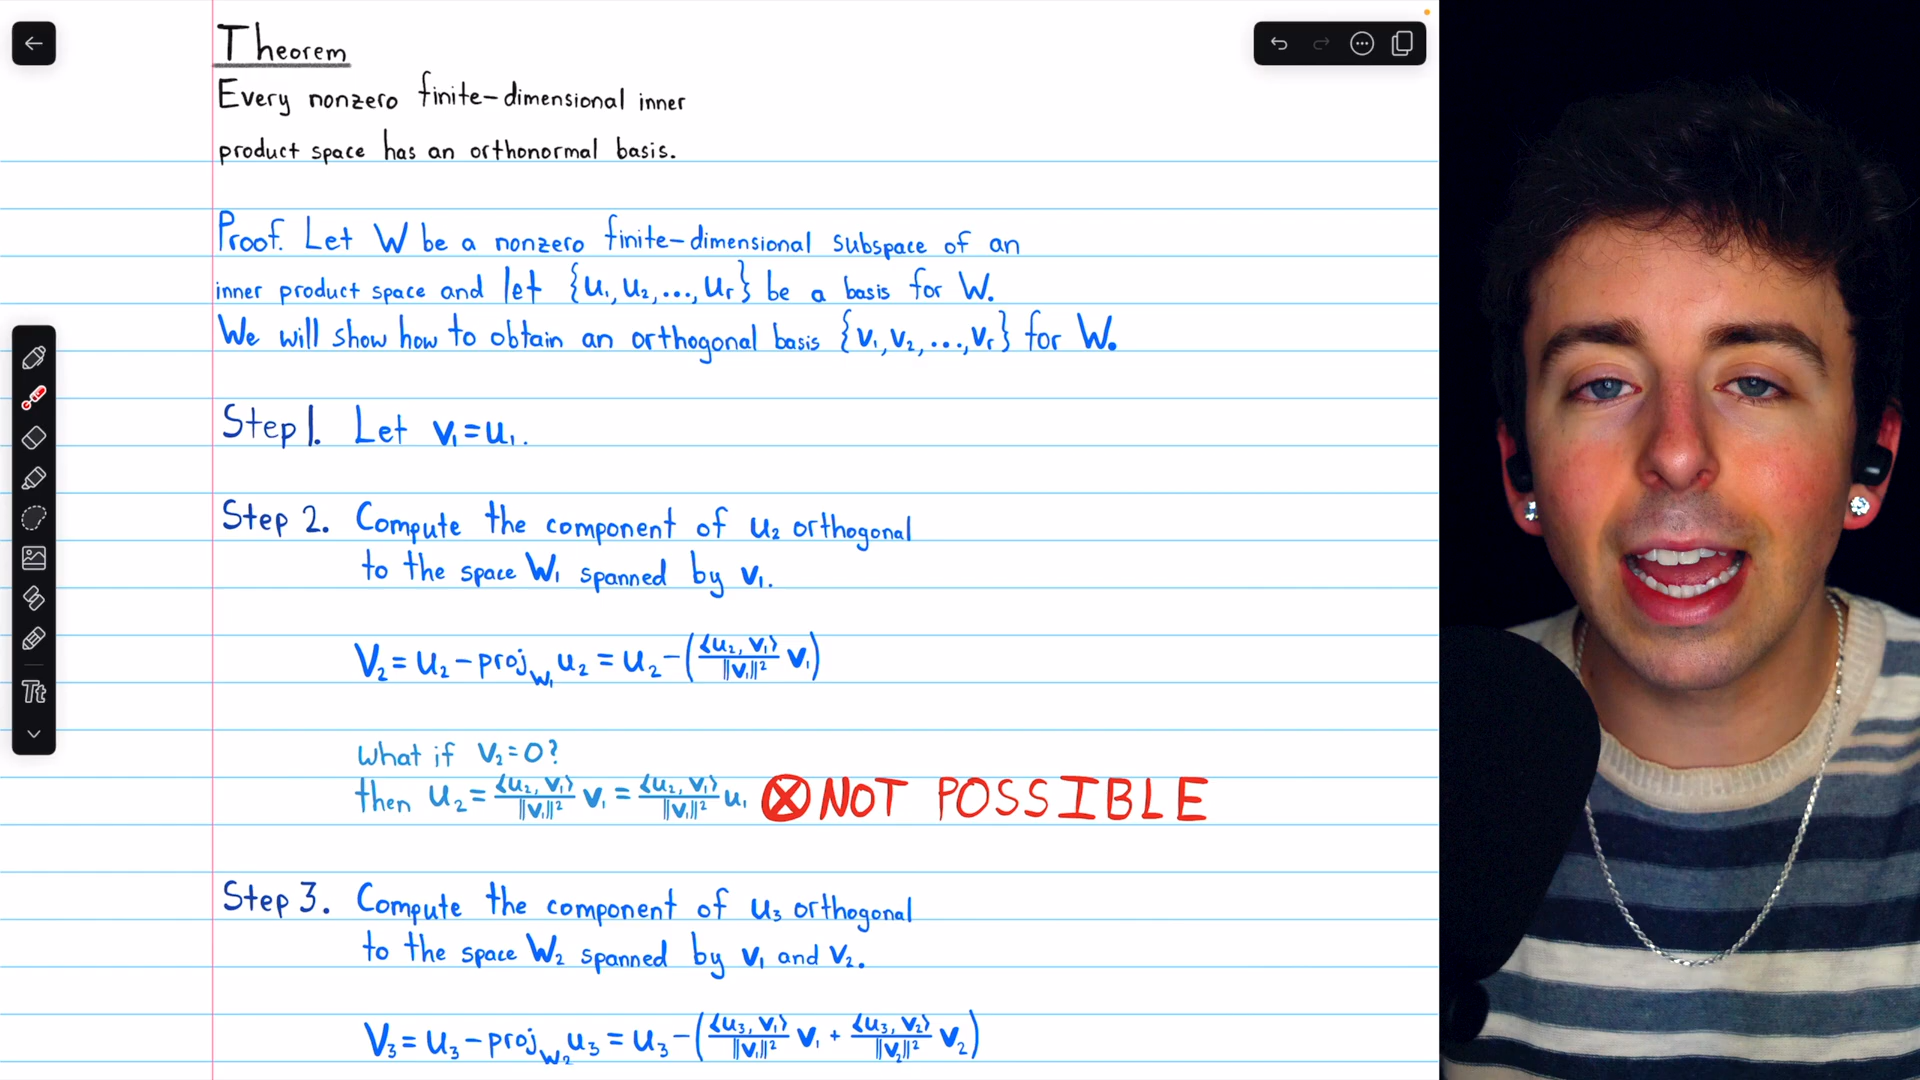 Theorem
Every nonzero finite-dimensional inner
product space has an orthonormal basis.
Proof. Let W be a nonzero finite-dimensional subspace of an
inner product space and let {u₁, u₂, ..., uᵣ} be a basis for W.
We will show how to obtain an orthogonal basis {v₁, v₂, ..., vᵣ} for W.
Step 1. Let v₁ = u₁.
Step 2. Compute the component of u₂ orthogonal
to the space W₁ spanned by v₁.
V₂ = u₂ - proj_W₁ u₂ = u₂ - (⟨u₂, v₁⟩/||v₁||² v₁)
What if v₂ = 0?
then u₂ = ⟨u₂, v₁⟩/||v₁||² v₁ = ⟨u₂, v₁⟩/||v₁||² u₁ ⊗ NOT POSSIBLE
Step 3. Compute the component of u₃ orthogonal
to the space W₂ spanned by v₁ and v₂.
V₃ = u₃ - proj_W₂ u₃ = u₃ - (⟨u₃, v₁⟩/||v₁||² v₁ + ⟨u₃, v₂⟩/||v₂||² v₂)
Tt